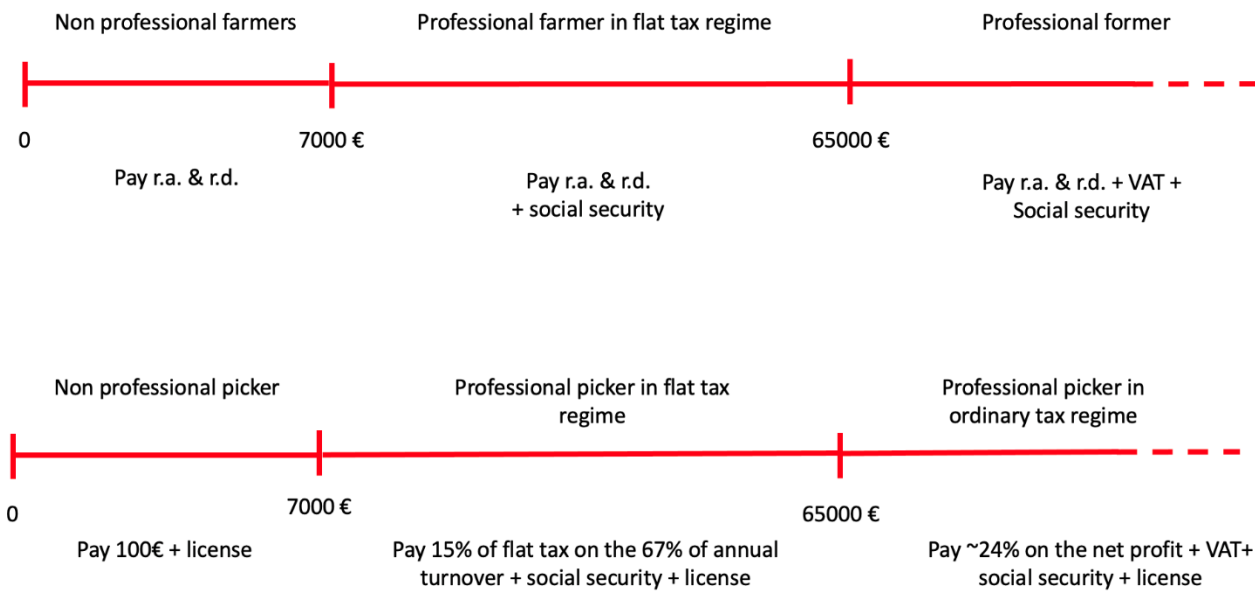 Non professional farmers
Professional farmer in flat tax regime
Professional former
0
7000 €
65000 €
Pay r.a. & r.d.
Pay r.a. & r.d.
+ social security
Pay r.a. & r.d. + VAT +
Social security
Non professional picker
Professional picker in flat tax
regime
Professional picker in
ordinary tax regime
0
7000 €
65000 €
Pay 100€ + license
Pay 15% of flat tax on the 67% of annual
turnover + social security + license
Pay ~24% on the net profit + VAT+
social security + license